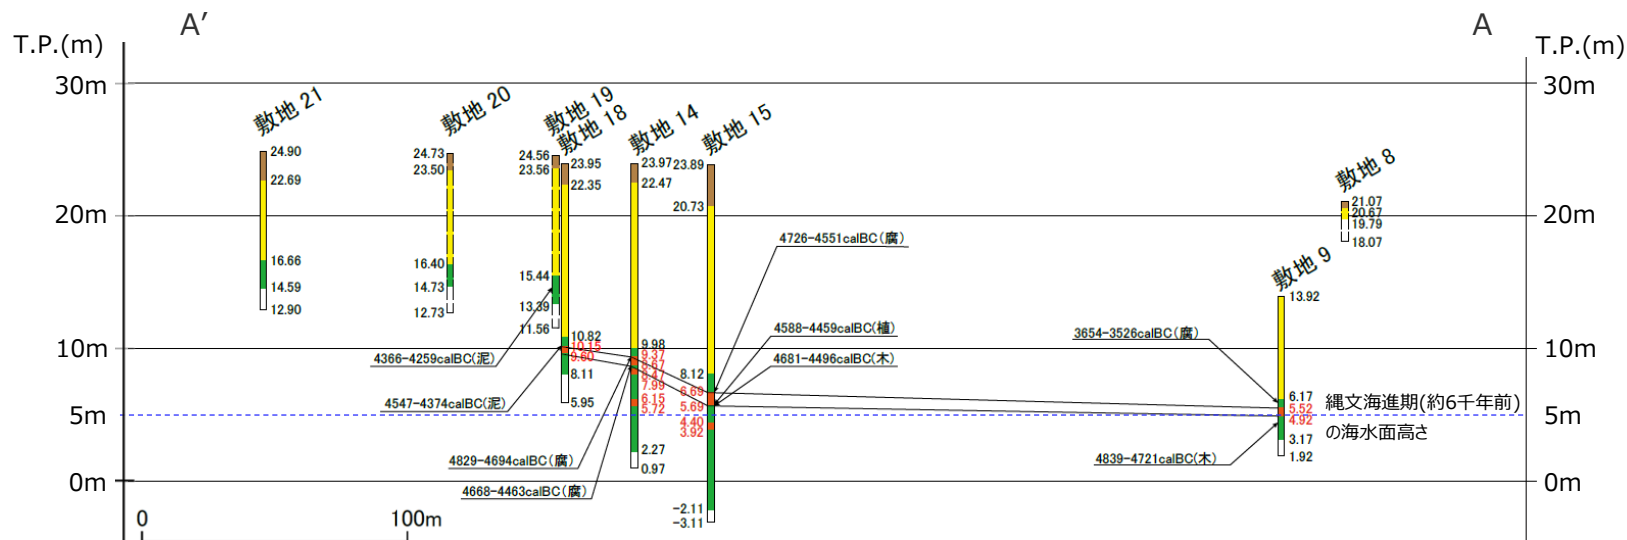 A′
A
T.P.(m)
T.P.(m)
30m
30m
20m
20m
10m
10m
5m
5m
0m
0m
敷地 21
24.90
22.69
16.66
14.59
12.90
敷地 20
24.73
23.50
16.40
14.73
12.73
敷地 19
24.56
23.56
15.44
13.39
11.56
敷地 18
23.95
22.35
10.82
10.15
9.60
8.11
5.95
敷地 14
23.97
22.47
9.98
9.37
8.67
8.47
7.99
6.15
5.72
2.27
0.97
敷地 15
23.89
20.73
8.12
6.69
5.69
4.40
3.92
-2.11
-3.11
敷地 8
21.07
20.67
19.79
18.07
敷地 9
13.92
6.17
5.52
4.92
3.17
1.92
4726-4551calBC(腐)
4588-4459calBC(植)
4681-4496calBC(木)
3654-3526calBC(腐)
4366-4259calBC(泥)
4547-4374calBC(泥)
4829-4694calBC(腐)
4668-4463calBC(腐)
4839-4721calBC(木)
縄文海進期(約6千年前)
の海水面高さ
0
100m